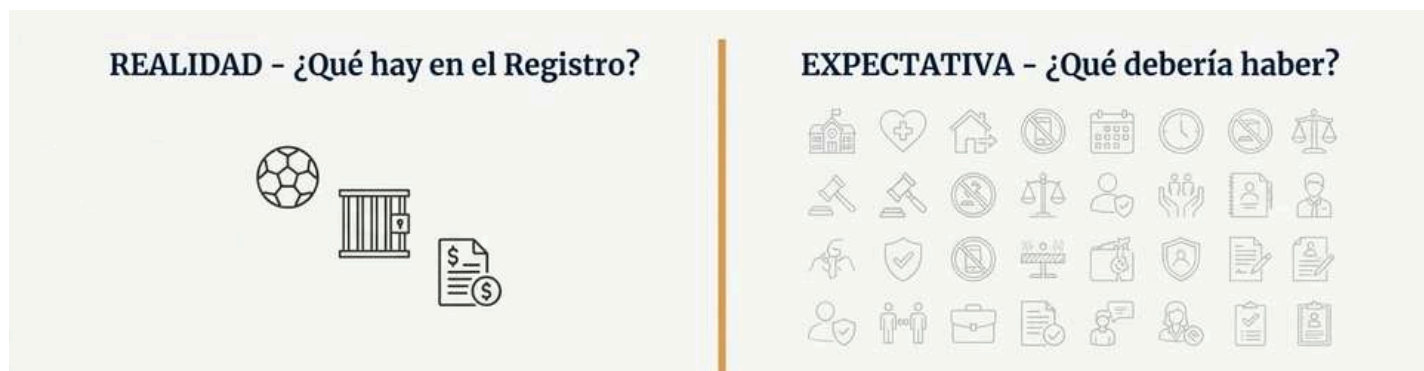 REALIDAD - ¿Qué hay en el Registro?
EXPECTATIVA - ¿Qué debería haber?
$
$